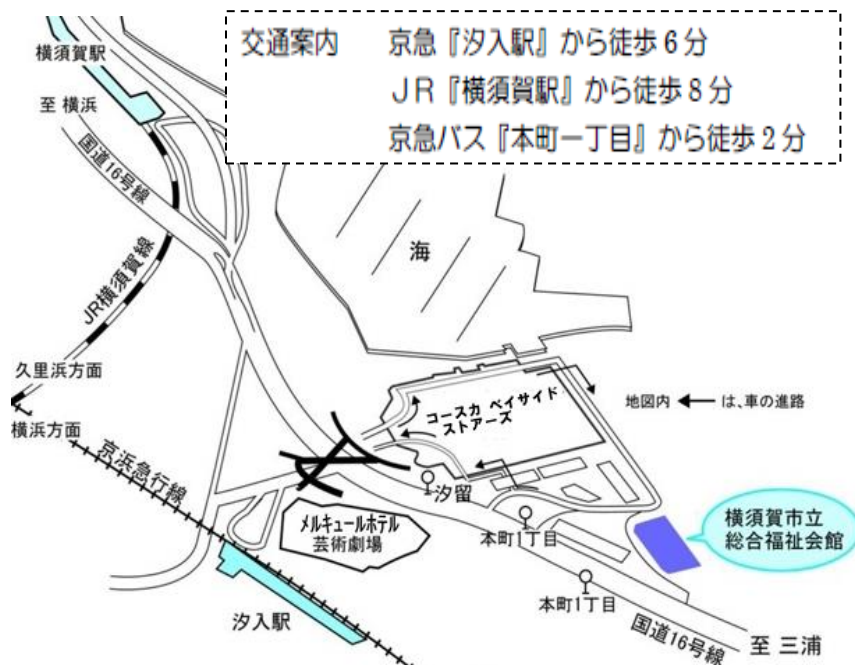 交通案内　京急『汐入駅』から徒歩６分
ＪＲ『横須賀駅』から徒歩８分
京急バス『本町一丁目』から徒歩２分
横須賀駅
至 横浜
国道16号線
JR横須賀線
海
久里浜方面
横浜方面
京浜急行線
コースカ ベイサイド
ストアーズ
地図内 ← は、車の進路
汐留
メルキュールホテル
芸術劇場
本町1丁目
横須賀市立
総合福祉会館
汐入駅
本町1丁目
国道16号線
至 三浦